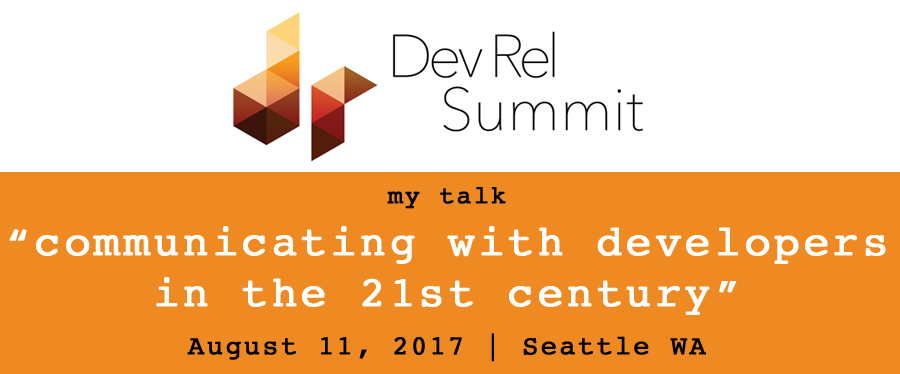 Dev Rel
Summit
my talk
“communicating with developers
in the 21st century”
August 11, 2017 | Seattle WA